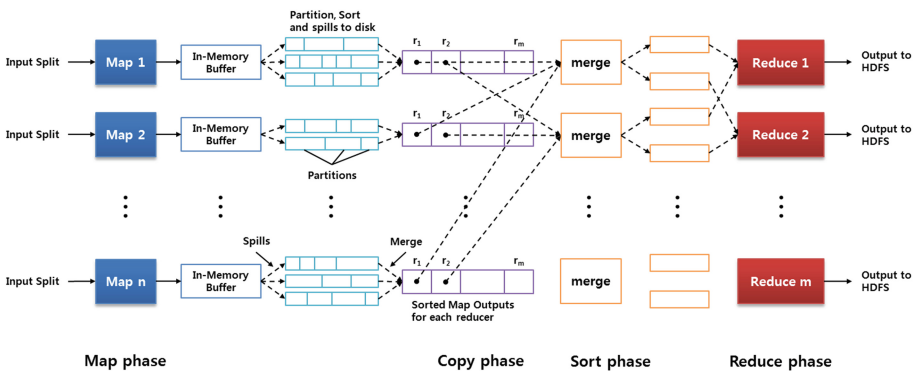 Partition, Sort
and spills to disk
Input Split
Map 1
In-Memory
Buffer
r1
r2
rm
merge
Reduce 1
Output to
HDFS
Input Split
Map 2
In-Memory
Buffer
r1
r2
rm
merge
Reduce 2
Output to
HDFS
Partitions
Spills
Merge
Input Split
Map n
In-Memory
Buffer
r1
r2
rm
merge
Reduce m
Output to
HDFS
Sorted Map Outputs
for each reducer
Map phase
Copy phase
Sort phase
Reduce phase